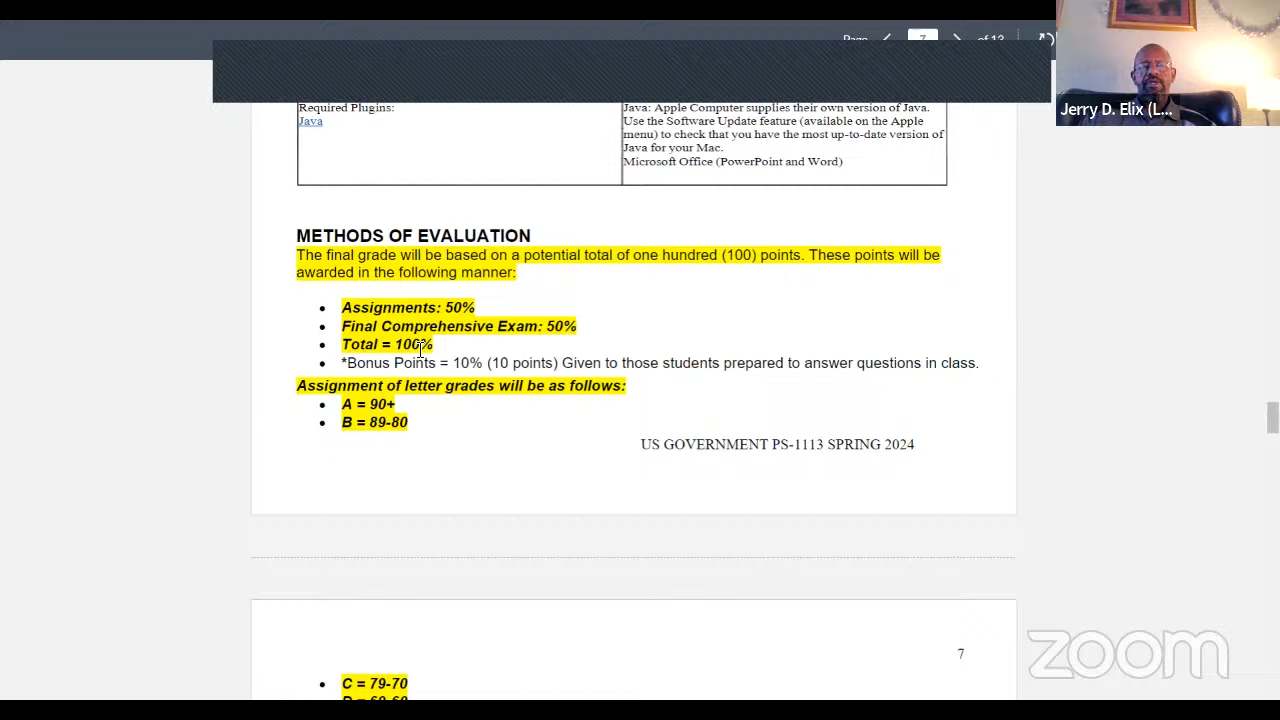 Page 7 of 13
Jerry D. Elix (L...
Required Plugins:
Java
Java: Apple Computer supplies their own version of Java.
Use the Software Update feature (available on the Apple
menu) to check that you have the most up-to-date version of
Java for your Mac.
Microsoft Office (PowerPoint and Word)
METHODS OF EVALUATION
The final grade will be based on a potential total of one hundred (100) points. These points will be
awarded in the following manner:
• Assignments: 50%
• Final Comprehensive Exam: 50%
• Total = 100%
• *Bonus Points = 10% (10 points) Given to those students prepared to answer questions in class.
Assignment of letter grades will be as follows:
• A = 90+
• B = 89-80
US GOVERNMENT PS-1113 SPRING 2024
7
• C = 79-70
• D = 69-60
zoom